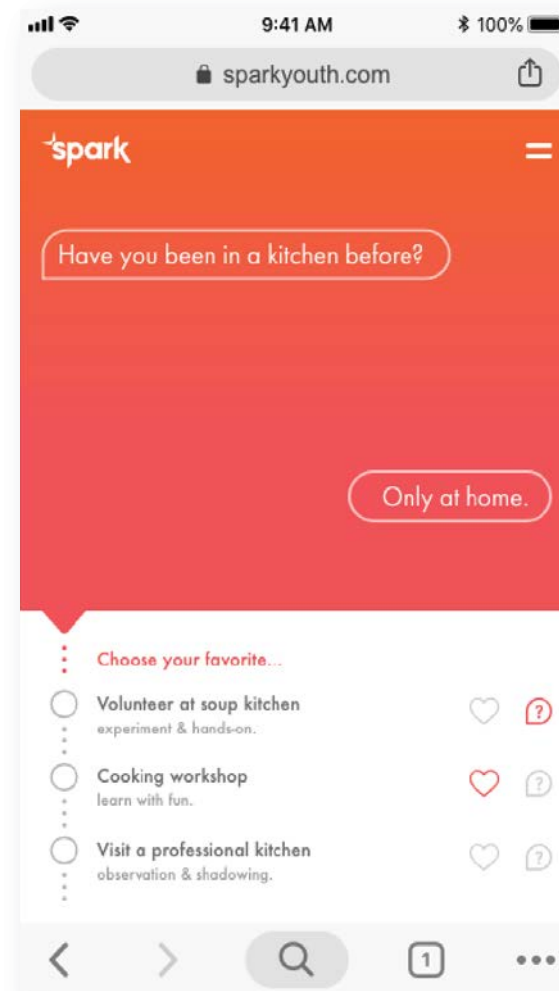 9:41 AM
100%
sparkyouth.com
spark
Have you been in a kitchen before?
Only at home.
Choose your favorite...
Volunteer at soup kitchen
experiment & hands-on.
?
Cooking workshop
learn with fun.
?
Visit a professional kitchen
observation & shadowing.
?
1